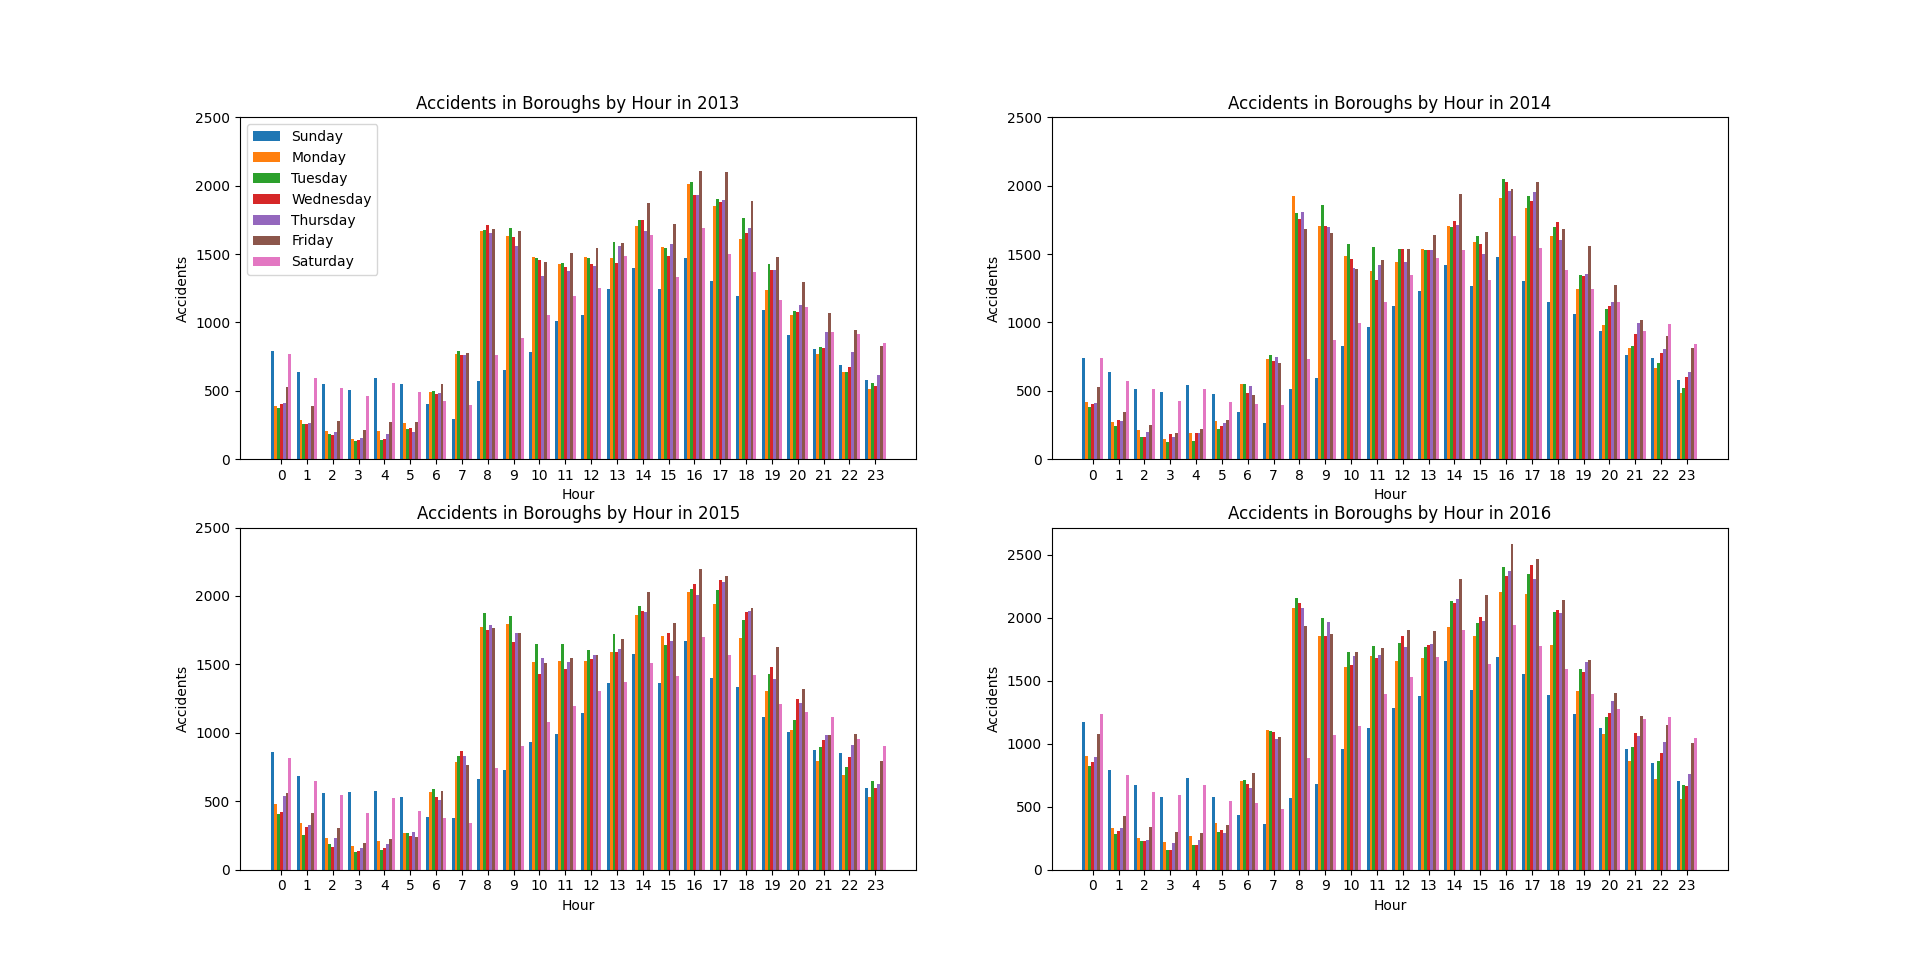 Accidents in Boroughs by Hour in 2013
2500
2000
1500
1000
500
0
Accidents
Sunday
Monday
Tuesday
Wednesday
Thursday
Friday
Saturday
0 1 2 3 4 5 6 7 8 9 10 11 12 13 14 15 16 17 18 19 20 21 22 23
Hour
Accidents in Boroughs by Hour in 2014
2500
2000
1500
1000
500
0
Accidents
0 1 2 3 4 5 6 7 8 9 10 11 12 13 14 15 16 17 18 19 20 21 22 23
Hour
Accidents in Boroughs by Hour in 2015
2500
2000
1500
1000
500
0
Accidents
0 1 2 3 4 5 6 7 8 9 10 11 12 13 14 15 16 17 18 19 20 21 22 23
Hour
Accidents in Boroughs by Hour in 2016
2500
2000
1500
1000
500
0
Accidents
0 1 2 3 4 5 6 7 8 9 10 11 12 13 14 15 16 17 18 19 20 21 22 23
Hour